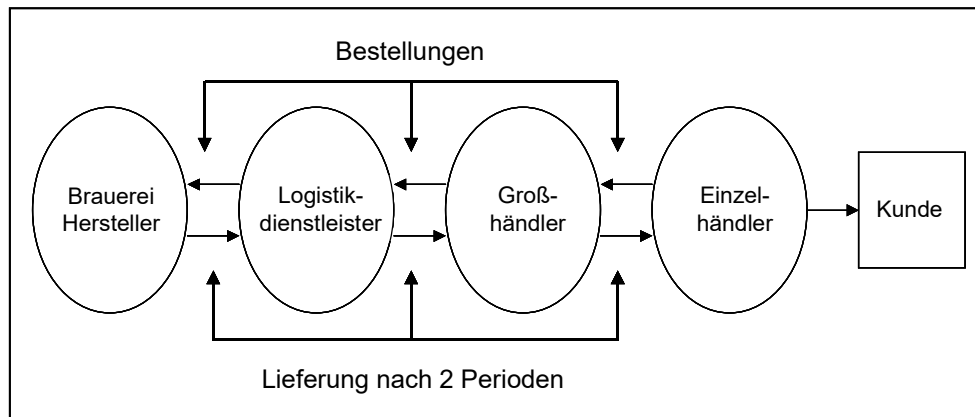 Bestellungen
Brauerei
Hersteller
Logistik-
dienstleister
Groß-
händler
Einzel-
händler
Kunde
Lieferung nach 2 Perioden